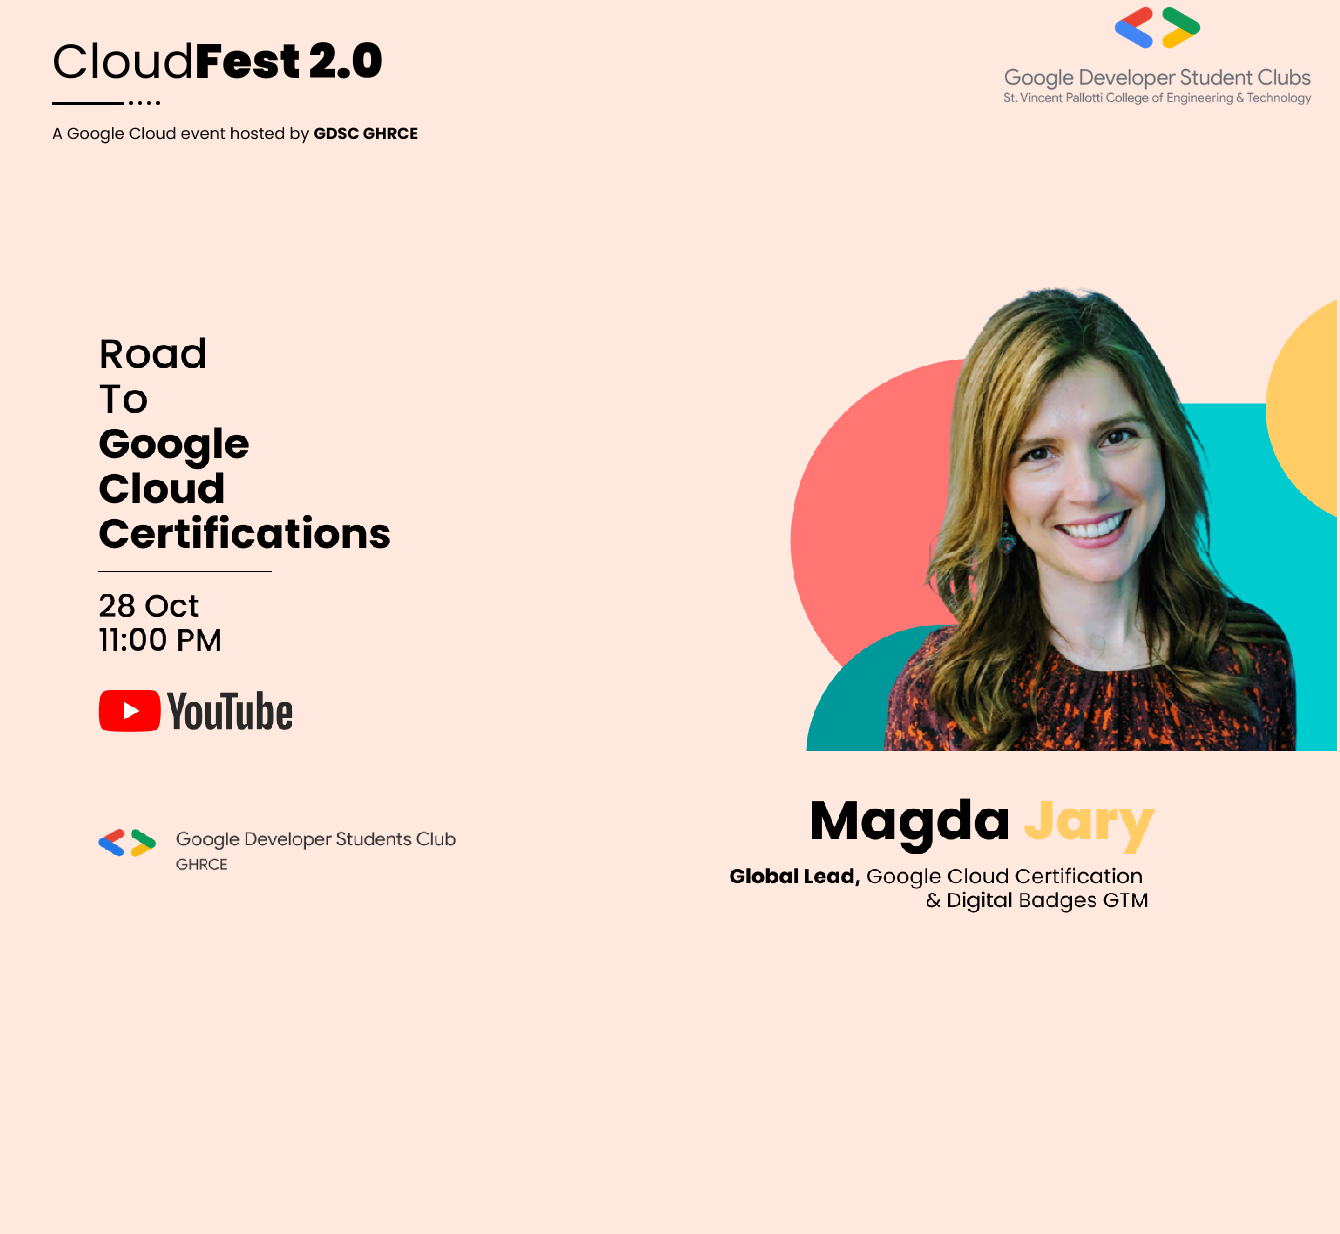 CloudFest 2.0
A Google Cloud event hosted by GDSC GHRCE
Google Developer Student Clubs
St. Vincent Pallotti College of Engineering & Technology
Road
To
Google
Cloud
Certifications
28 Oct
11:00 PM
YouTube
Google Developer Students Club
GHRCE
Magda Jary
Global Lead, Google Cloud Certification
& Digital Badges GTM